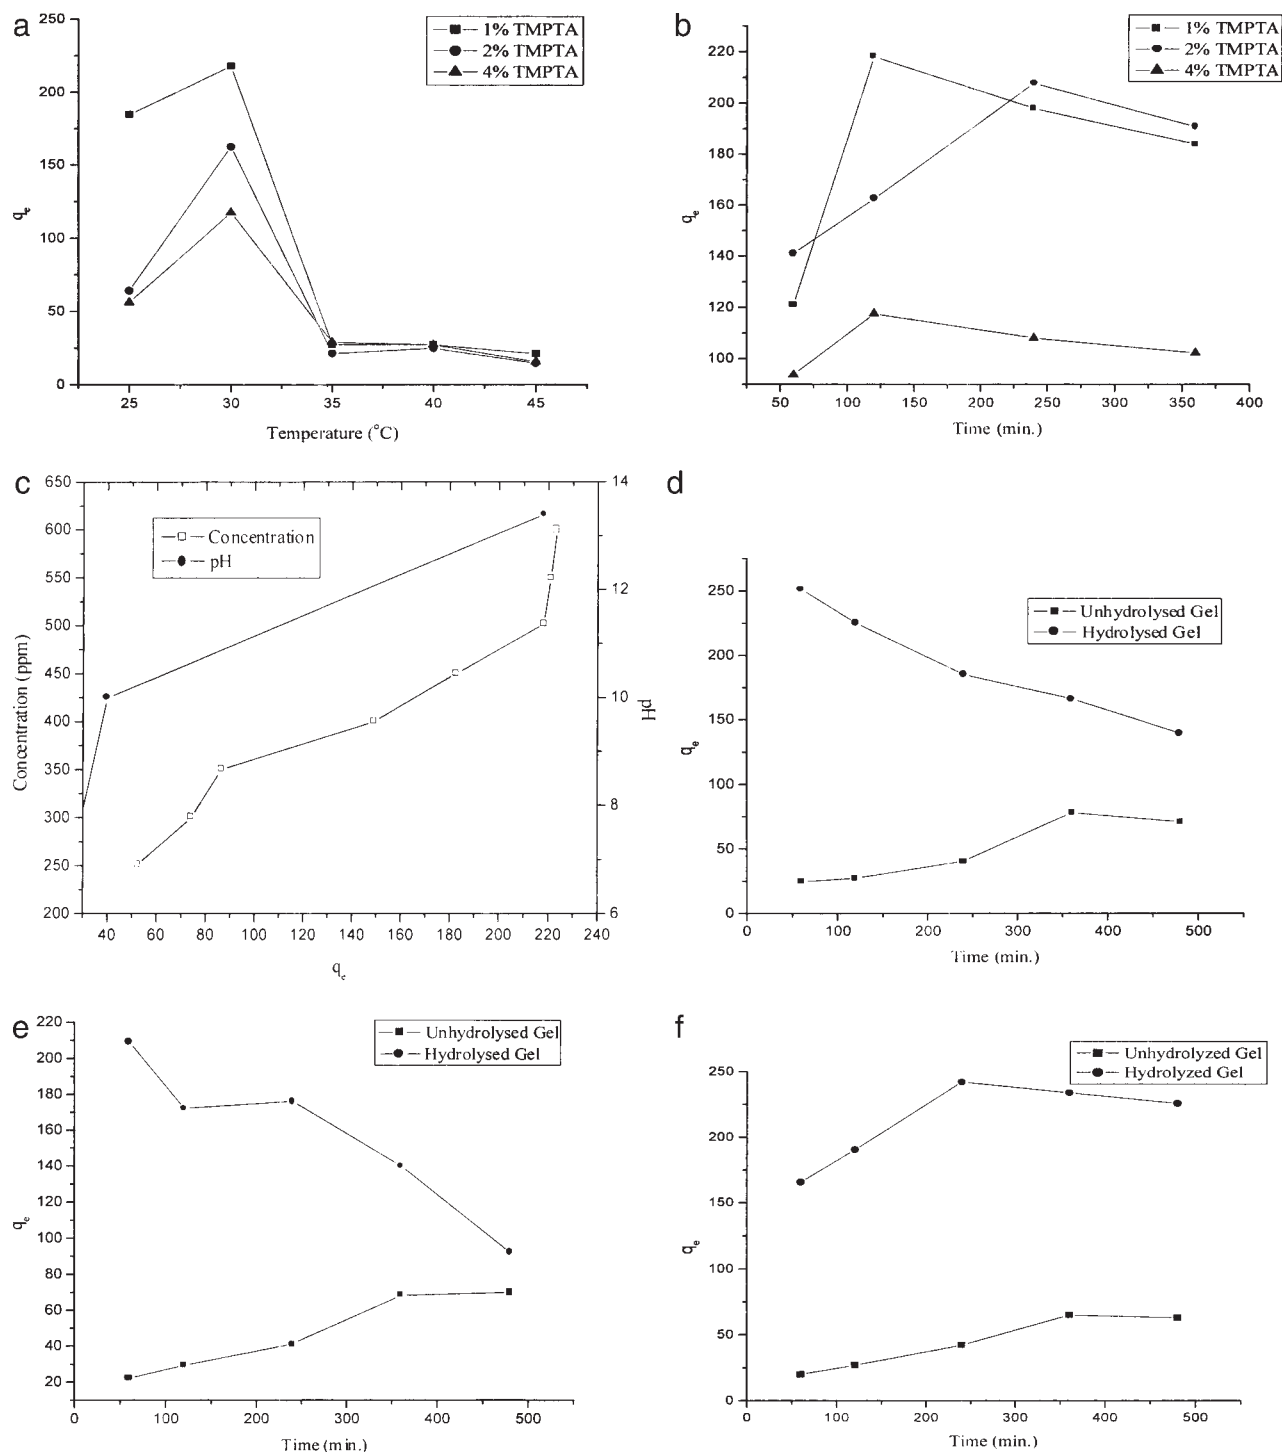 a
250
200
150
100
50
0
q_e
25 30 35 40 45
Temperature (°C)
1% TMPTA
2% TMPTA
4% TMPTA
b
220
200
180
160
140
120
100
q_e
50 100 150 200 250 300 350 400
Time (min.)
1% TMPTA
2% TMPTA
4% TMPTA
c
650
600
550
500
450
400
350
300
250
200
Concentration (ppm)
Concentration
pH
14
12
10
8
6
pH
40 60 80 100 120 140 160 180 200 220 240
q_e
d
250
200
150
100
50
0
q_e
Unhydrolysed Gel
Hydrolysed Gel
0 100 200 300 400 500
Time (min.)
e
220
200
180
160
140
120
100
80
60
40
20
q_e
Unhydrolysed Gel
Hydrolysed Gel
0 100 200 300 400 500
Time (min.)
f
250
200
150
100
50
0
q_e
Unhydrolyzed Gel
Hydrolyzed Gel
0 100 200 300 400 500
Time (min.)